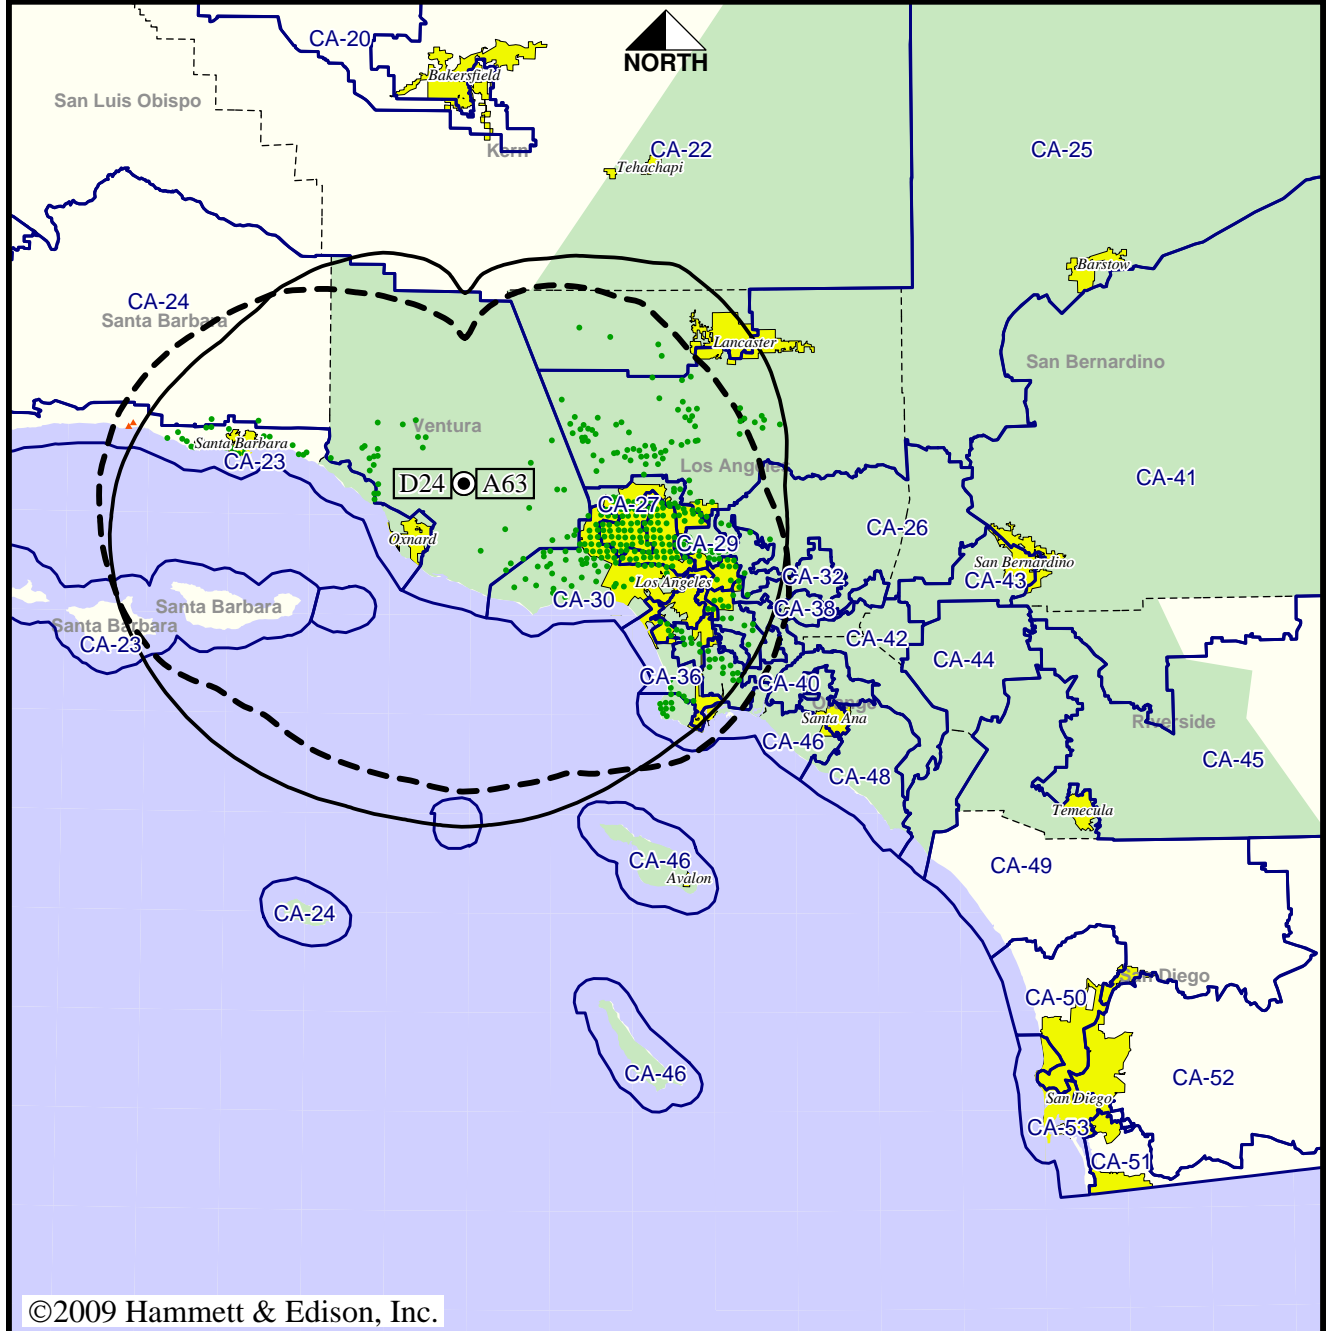 CA-20
NORTH
Bakersfield
San Luis Obispo
Kern
CA-22
Tehachapi
CA-25
Barstow
CA-24
Santa Barbara
Lancaster
San Bernardino
Ventura
Santa Barbara
CA-23
Los Angeles
CA-41
D24 A63
CA-27
CA-26
Oxnard
CA-29
San Bernardino
CA-32
CA-43
Los Angeles
CA-30
Santa Barbara
CA-38
Santa Barbara
CA-23
CA-42
CA-44
CA-36
CA-40
Orange
Santa Ana
Riverside
CA-46
CA-45
CA-48
Temecula
CA-46
Avalon
CA-49
CA-24
San Diego
CA-50
CA-46
CA-52
San Diego
CA-53
CA-51
©2009 Hammett & Edison, Inc.